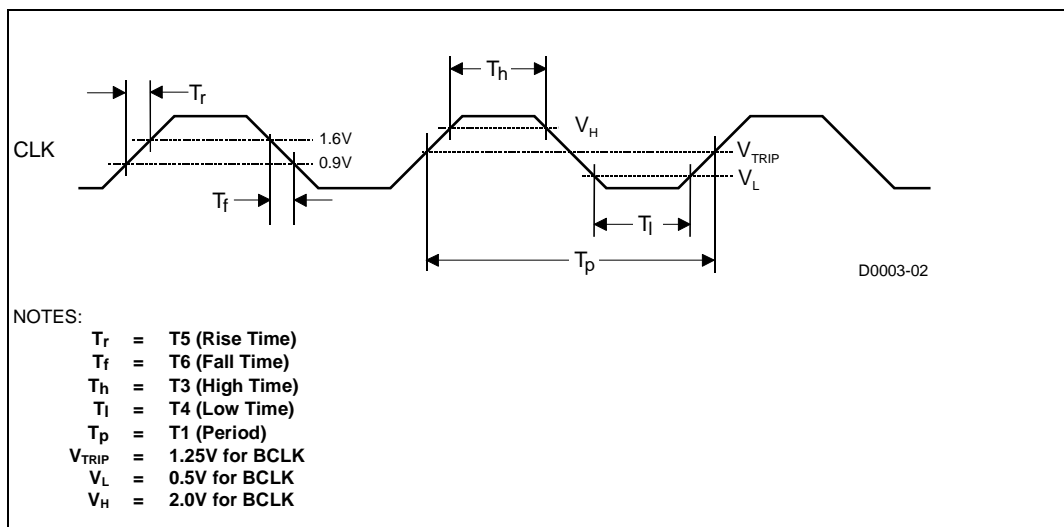 Th
Tr
VH
CLK
1.6V
0.9V
VTRIP
VL
Tf
Tl
Tp
D0003-02
NOTES:
Tr = T5 (Rise Time)
Tf = T6 (Fall Time)
Th = T3 (High Time)
Tl = T4 (Low Time)
Tp = T1 (Period)
VTRIP = 1.25V for BCLK
VL = 0.5V for BCLK
VH = 2.0V for BCLK